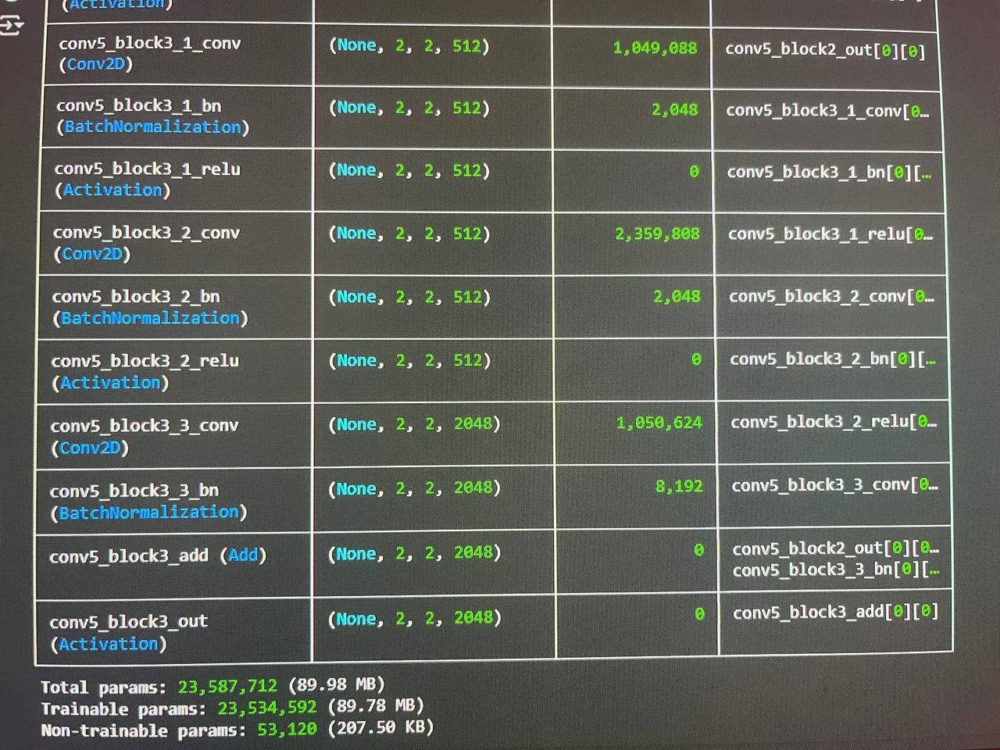 (Activation)
conv5_block3_1_conv (None, 2, 2, 512) 1,049,088 conv5_block2_out[0][0]
(Conv2D)
conv5_block3_1_bn (None, 2, 2, 512) 2,048 conv5_block3_1_conv[0…
(BatchNormalization)
conv5_block3_1_relu (None, 2, 2, 512) 0 conv5_block3_1_bn[0][…
(Activation)
conv5_block3_2_conv (None, 2, 2, 512) 2,359,808 conv5_block3_1_relu[0…
(Conv2D)
conv5_block3_2_bn (None, 2, 2, 512) 2,048 conv5_block3_2_conv[0…
(BatchNormalization)
conv5_block3_2_relu (None, 2, 2, 512) 0 conv5_block3_2_bn[0][…
(Activation)
conv5_block3_3_conv (None, 2, 2, 2048) 1,050,624 conv5_block3_2_relu[0…
(Conv2D)
conv5_block3_3_bn (None, 2, 2, 2048) 8,192 conv5_block3_3_conv[0…
(BatchNormalization)
conv5_block3_add (Add) (None, 2, 2, 2048) 0 conv5_block2_out[0][0…
conv5_block3_3_bn[0][…
conv5_block3_out (None, 2, 2, 2048) 0 conv5_block3_add[0][0]
(Activation)
Total params: 23,587,712 (89.98 MB)
Trainable params: 23,534,592 (89.78 MB)
Non-trainable params: 53,120 (207.50 KB)